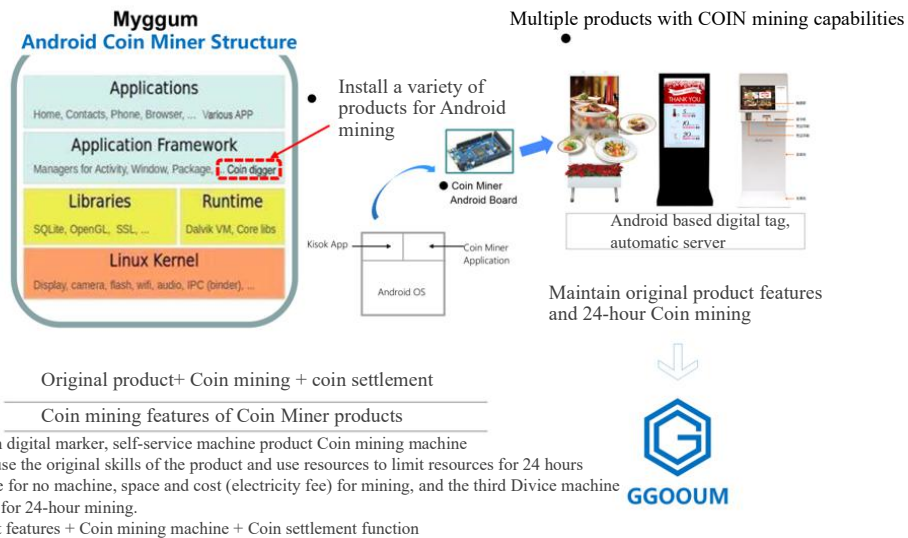 Myggum
Android Coin Miner Structure
Applications
Home, Contacts, Phone, Browser, ... Various APP
Application Framework
Managers for Activity, Window, Package, .. Coin digger
Libraries
SQLite, OpenGL, SSL, ...
Runtime
Dalvik VM, Core libs
Linux Kernel
Display, camera, flash, wifi, audio, IPC (binder), ...
Install a variety of
products for Android
mining
Coin Miner
Android Board
Kisok App
Coin Miner
Application
Android OS
Multiple products with COIN mining capabilities
THANK YOU
Android based digital tag,
automatic server
Maintain original product features
and 24-hour Coin mining
GGOOUM
Original product+ Coin mining + coin settlement
Coin mining features of Coin Miner products
digital marker, self-service machine product Coin mining machine
use the original skills of the product and use resources to limit resources for 24 hours
for no machine, space and cost (electricity fee) for mining, and the third Divice machine
for 24-hour mining.
features + Coin mining machine + Coin settlement function